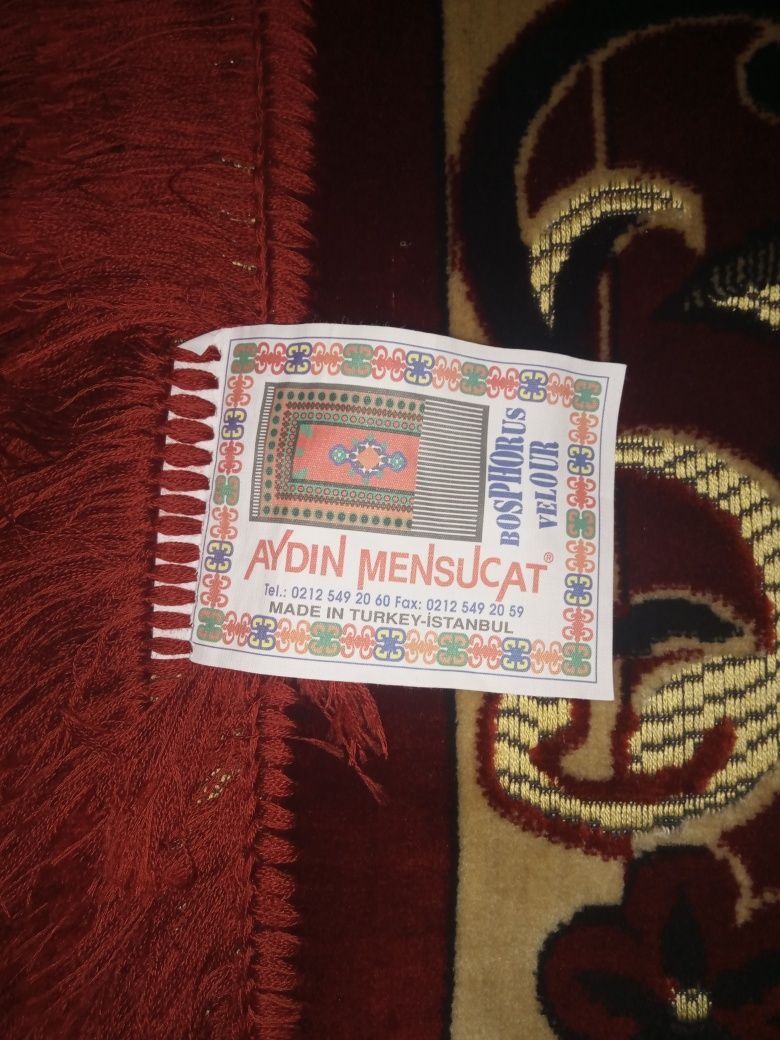 BOSPHORUS
VELOUR
AYDIN MENSUCAT®
Tel.: 0212 549 20 60 Fax: 0212 549 20 59
MADE IN TURKEY-İSTANBUL